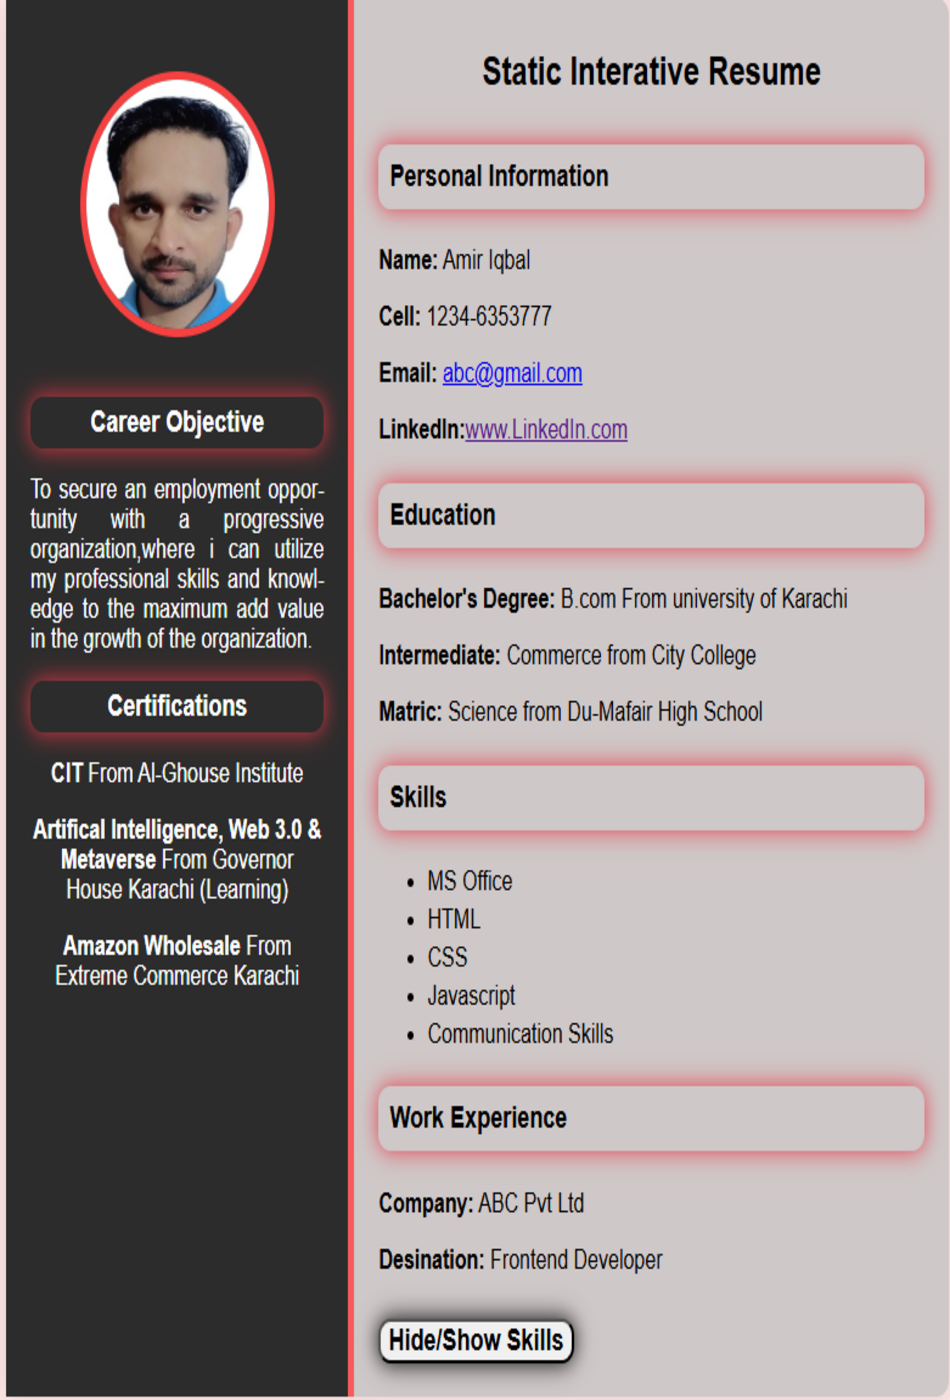 Career Objective
To secure an employment oppor-
tunity with a progressive
organization,where i can utilize
my professional skills and knowl-
edge to the maximum add value
in the growth of the organization.
Certifications
CIT From Al-Ghouse Institute
Artifical Intelligence, Web 3.0 &
Metaverse From Governor
House Karachi (Learning)
Amazon Wholesale From
Extreme Commerce Karachi
Static Interative Resume
Personal Information
Name: Amir Iqbal
Cell: 1234-6353777
Email: abc@gmail.com
LinkedIn:www.LinkedIn.com
Education
Bachelor's Degree: B.com From university of Karachi
Intermediate: Commerce from City College
Matric: Science from Du-Mafair High School
Skills
• MS Office
• HTML
• CSS
• Javascript
• Communication Skills
Work Experience
Company: ABC Pvt Ltd
Desination: Frontend Developer
Hide/Show Skills